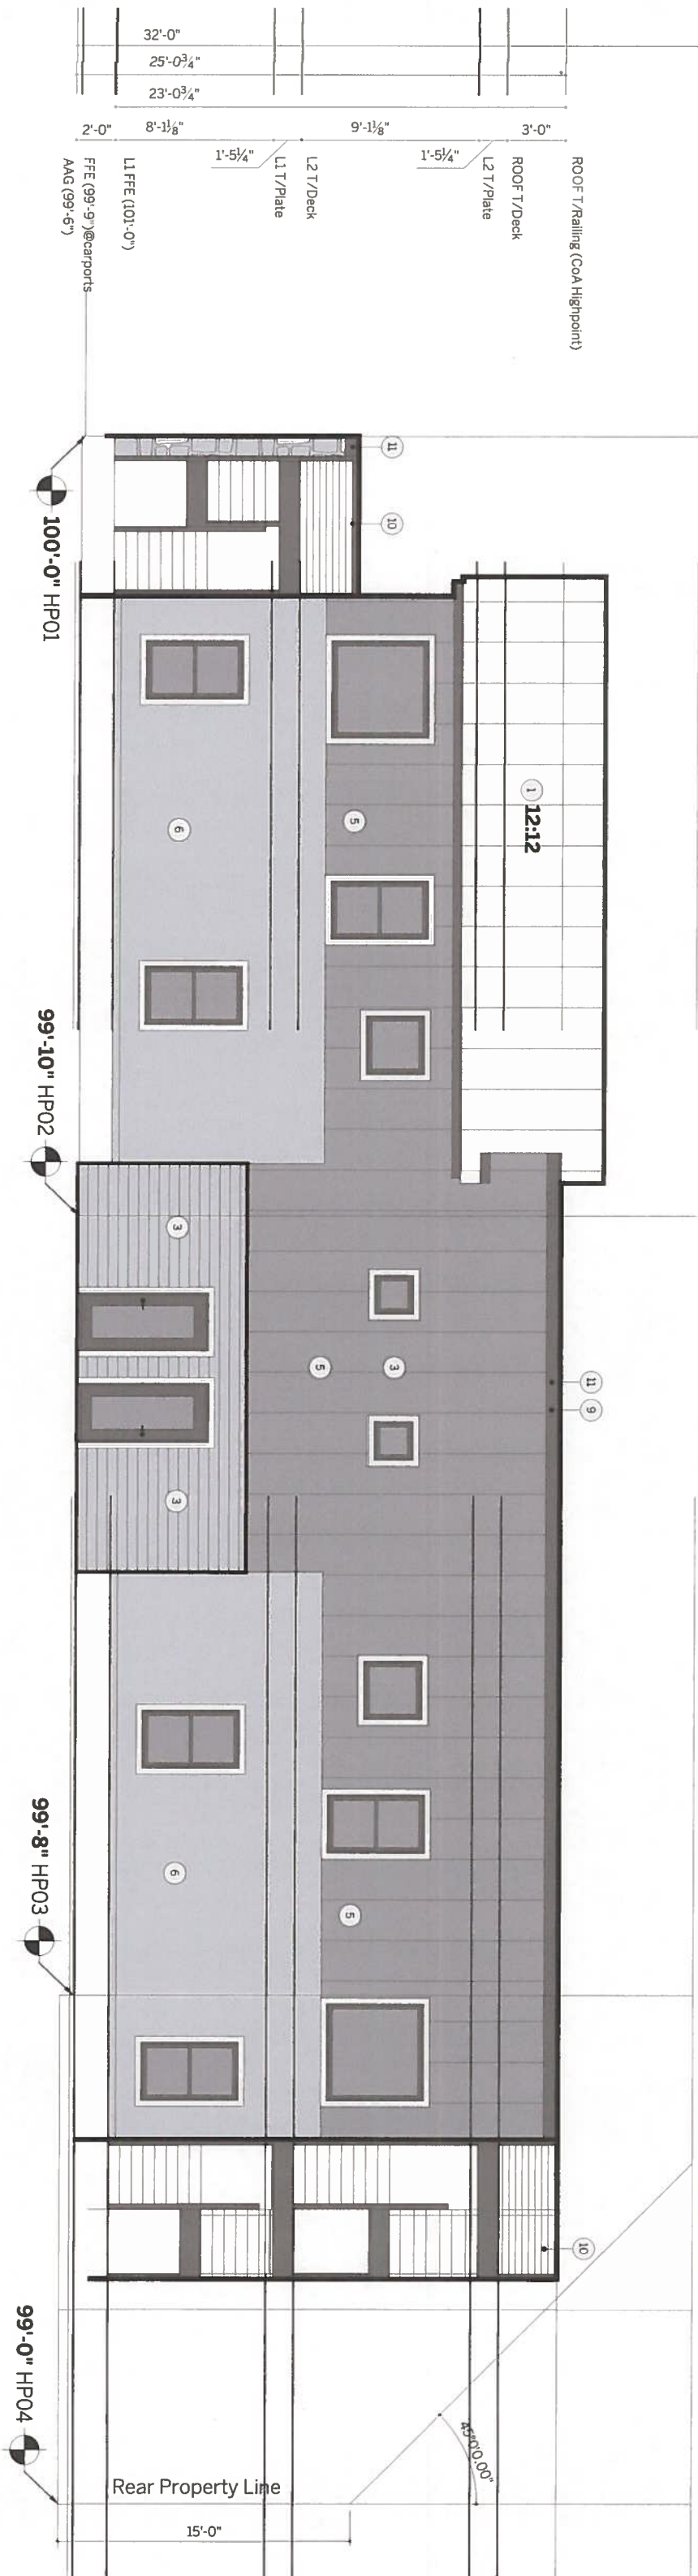 32'-0"
25'-0¾"
23'-0¾"
2'-0"
8'-1⅛"
1'-5¼"
9'-1⅛"
1'-5¼"
3'-0"
AAG (99'-6")
FFE (99'-9")@carports
L1 FFE (101'-0")
L1 T/Plate
L2 T/Deck
L2 T/Plate
ROOF T/Deck
ROOF T/Railing (CoA Highpoint)
11
10
100'-0" HP01
1 12:12
6
5
99'-10" HP02
3
5
3
11
9
3
99'-8" HP03
6
5
10
99'-0" HP04
45°0'0.00"
Rear Property Line
15'-0"